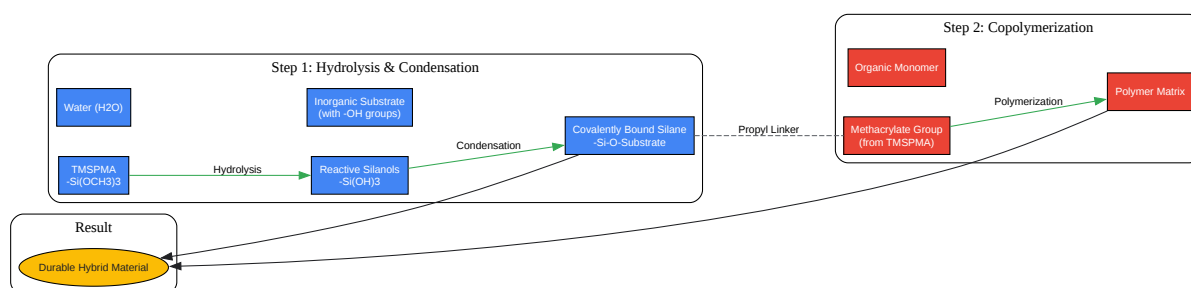 Step 2: Copolymerization
Organic Monomer
Polymer Matrix
Polymerization
Methacrylate Group
(from TMSPMA)
Propyl Linker
Step 1: Hydrolysis & Condensation
Water (H2O)
Inorganic Substrate
(with -OH groups)
Covalently Bound Silane
-Si-O-Substrate
Condensation
TMSPMA
-Si(OCH3)3
Hydrolysis
Reactive Silanols
-Si(OH)3
Result
Durable Hybrid Material